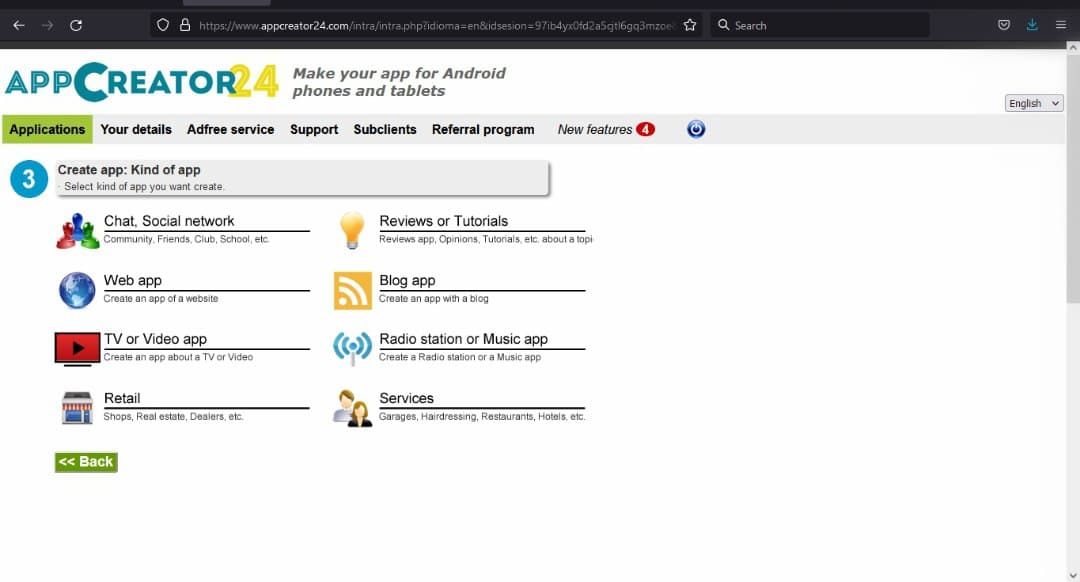 https://www.appcreator24.com/intra/intra.php?idioma=en&idsesion=
Search
APPCREATOR24
Make your app for Android
phones and tablets
English
Applications Your details Adfree service Support Subclients Referral program New features 4
3
Create app: Kind of app
· Select kind of app you want create.
Chat, Social network
Community, Friends, Club, School, etc.
Reviews or Tutorials
Reviews app, Opinions, Tutorials, etc. about a topi
Web app
Create an app of a website
Blog app
Create an app with a blog
TV or Video app
Create an app about a TV or Video
Radio station or Music app
Create a Radio station or a Music app
Retail
Shops, Real estate, Dealers, etc.
Services
Garages, Hairdressing, Restaurants, Hotels, etc.
<< Back